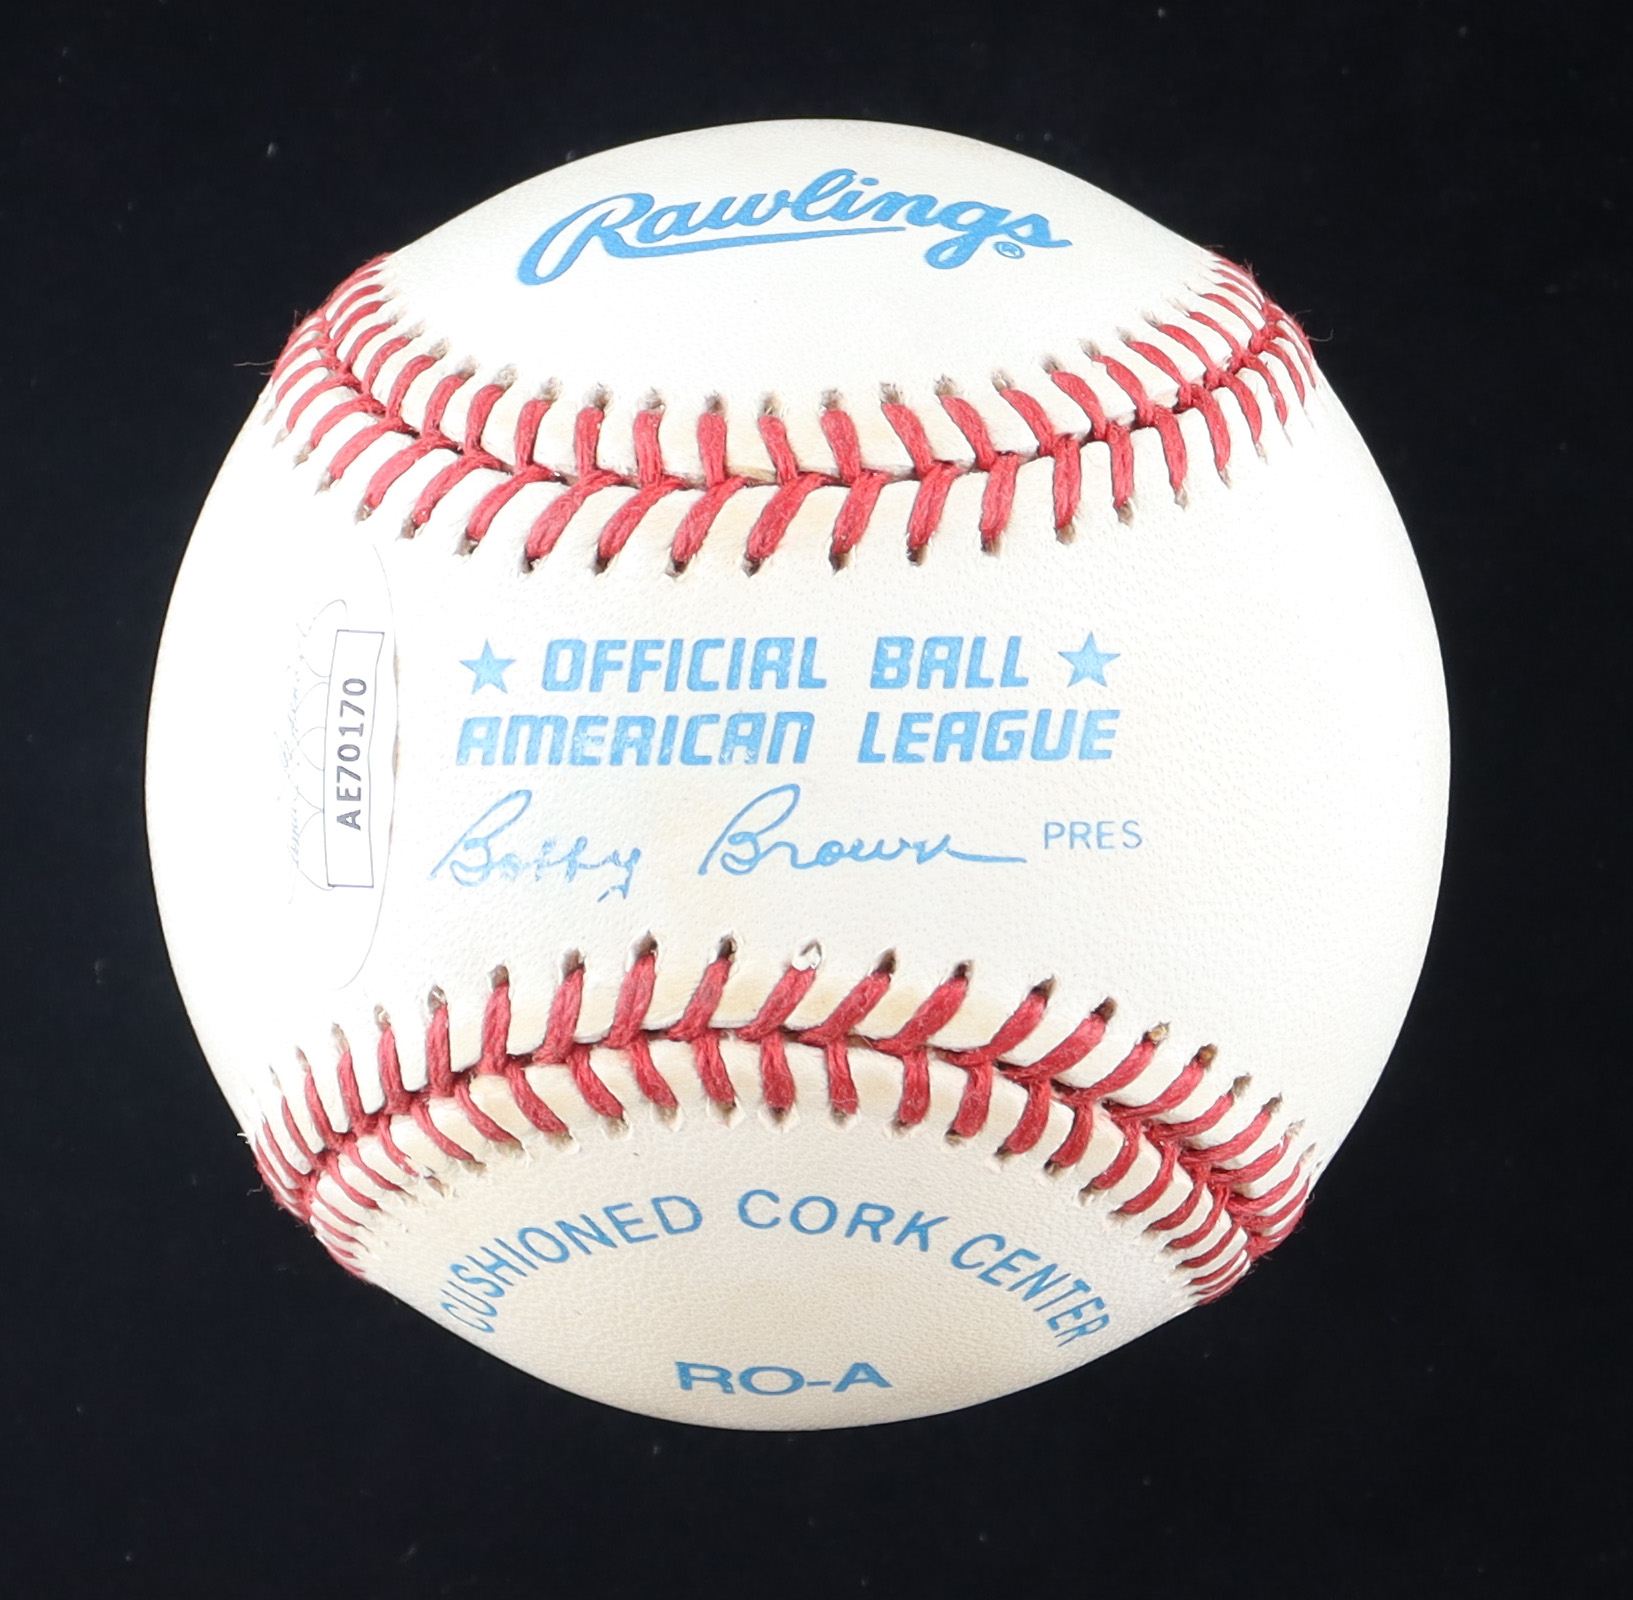 Rawlings®
★ OFFICIAL BALL ★
AMERICAN LEAGUE
Bobby Brown PRES
AE70170
CUSHIONED CORK CENTER
RO-A